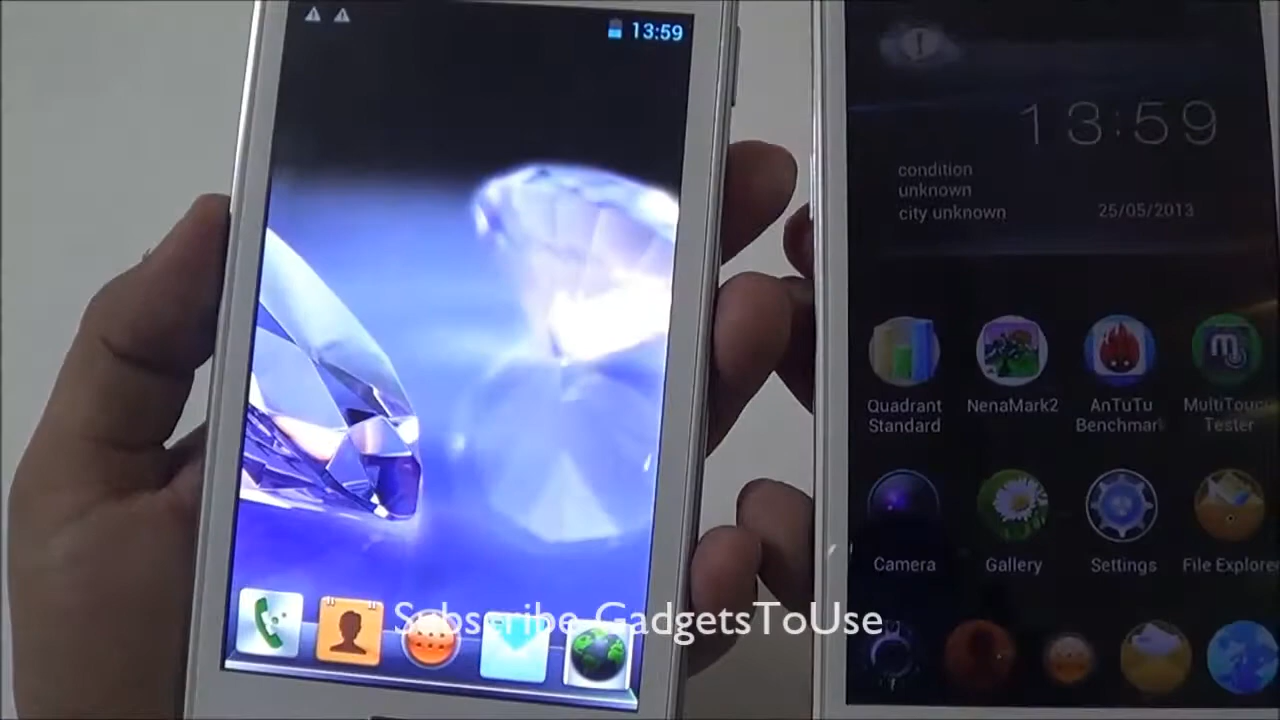 13:59
13:59
condition
unknown
city unknown
25/05/2013
Quadrant
Standard
NenaMark2
AnTuTu
Benchmark
MultiTouch
Tester
Camera
Gallery
Settings
File Explorer
Subscribe GadgetsToUse